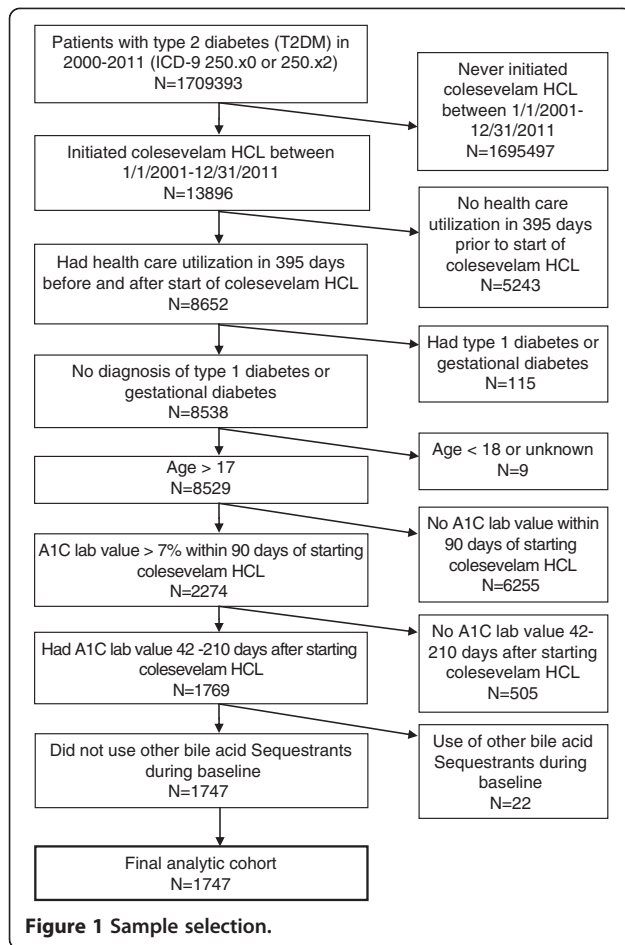 Patients with type 2 diabetes (T2DM) in
2000-2011 (ICD-9 250.x0 or 250.x2)
N=1709393
Never initiated
colesevelam HCL
between 1/1/2001-
12/31/2011
N=1695497
Initiated colesevelam HCL between
1/1/2001-12/31/2011
N=13896
No health care
utilization in 395 days
prior to start of
colesevelam HCL
N=5243
Had health care utilization in 395 days
before and after start of colesevelam HCL
N=8652
Had type 1 diabetes or
gestational diabetes
N=115
No diagnosis of type 1 diabetes or
gestational diabetes
N=8538
Age < 18 or unknown
N=9
Age > 17
N=8529
No A1C lab value within
90 days of starting
colesevelam HCL
N=6255
A1C lab value > 7% within 90 days of starting
colesevelam HCL
N=2274
No A1C lab value 42-
210 days after starting
colesevelam HCL
N=505
Had A1C lab value 42 -210 days after starting
colesevelam HCL
N=1769
Use of other bile acid
Sequestrants during
baseline
N=22
Did not use other bile acid Sequestrants
during baseline
N=1747
Final analytic cohort
N=1747
Figure 1 Sample selection.